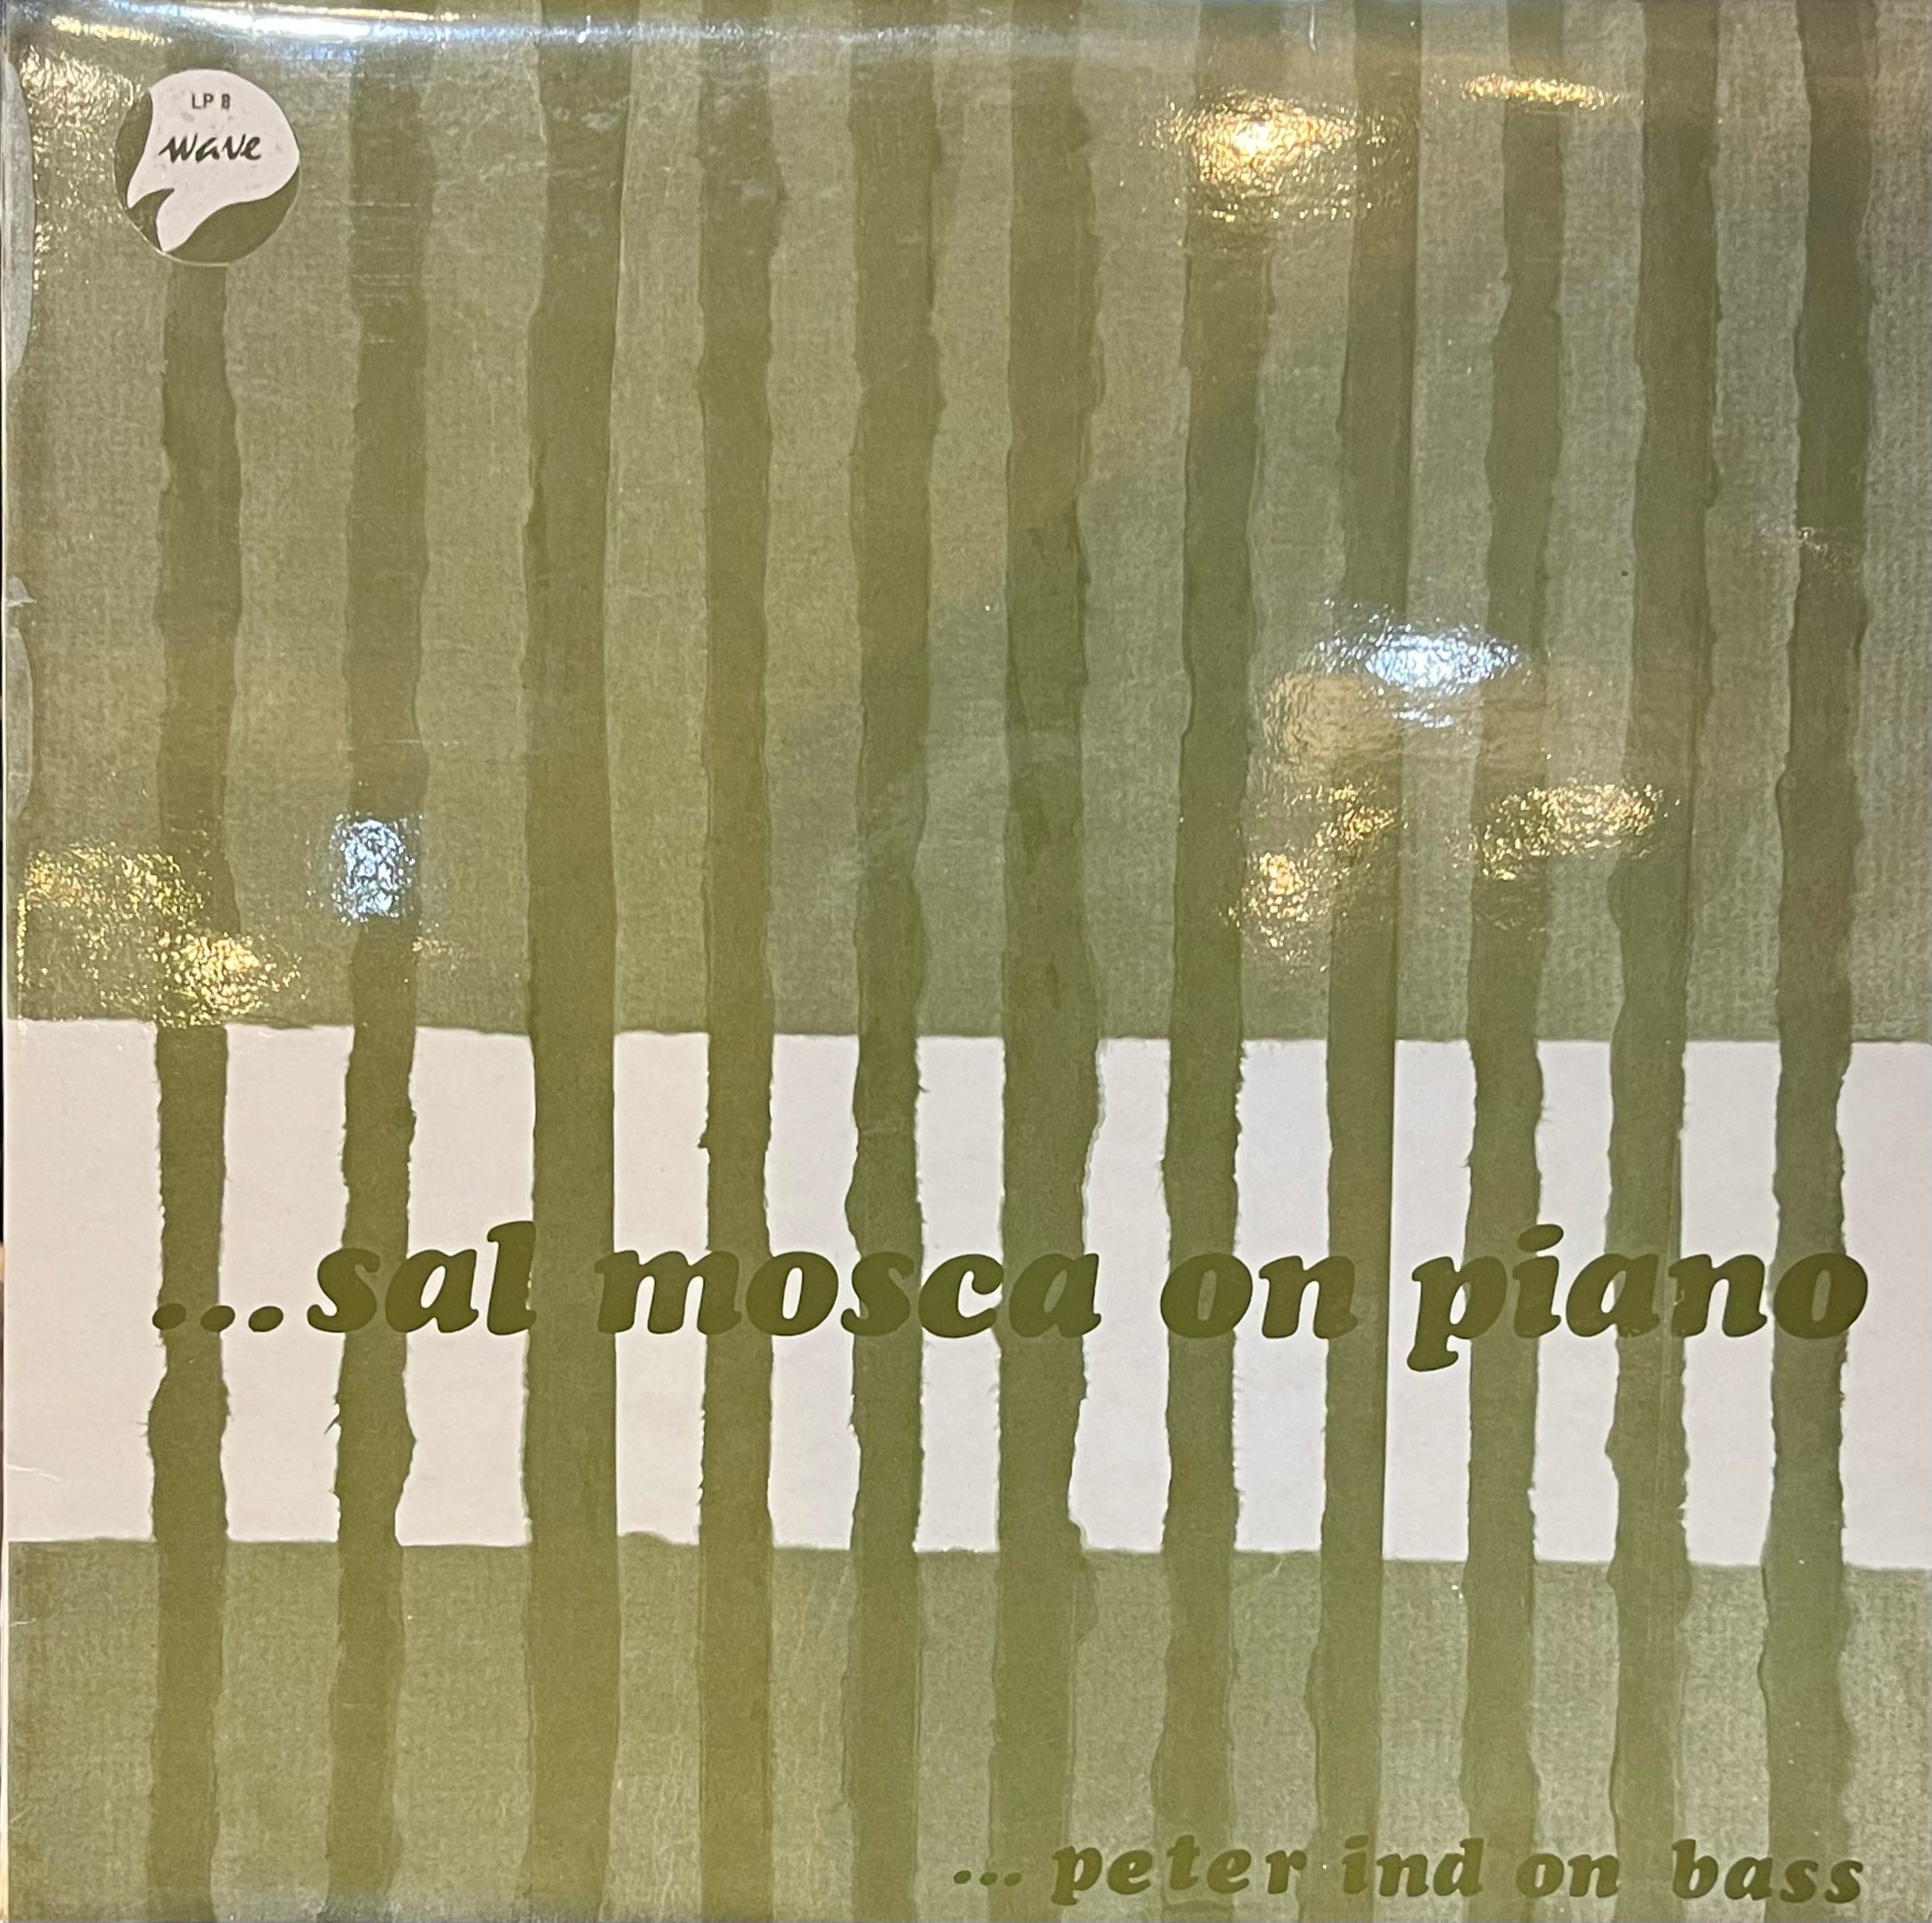 LP 8
wave
...sal mosca on piano
... peter ind on bass